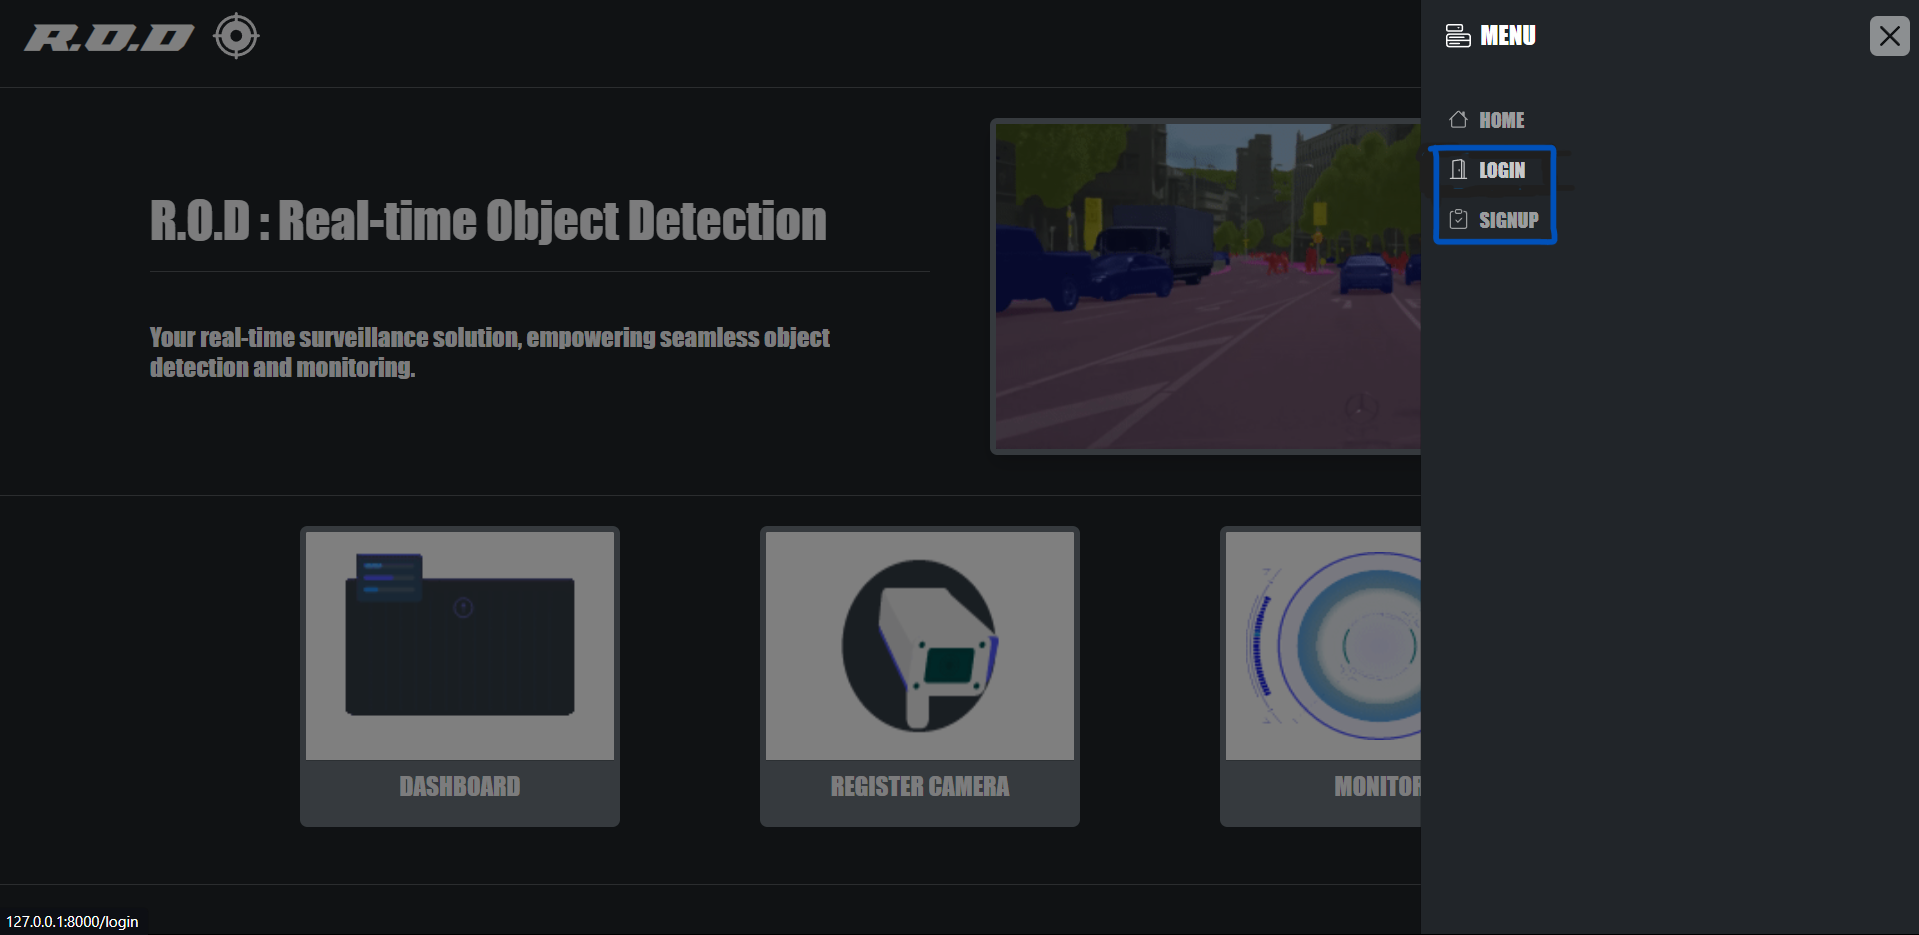 R.O.D
MENU
HOME
LOGIN
SIGNUP
R.O.D : Real-time Object Detection
Your real-time surveillance solution, empowering seamless object
detection and monitoring.
DASHBOARD
REGISTER CAMERA
MONITOR
127.0.0.1:8000/login